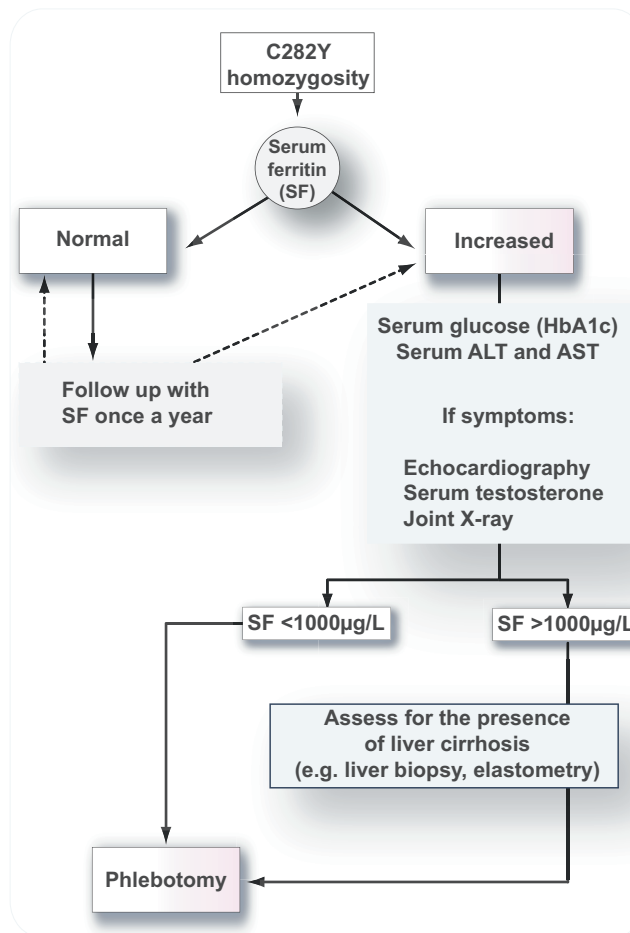 C282Y
homozygosity
Serum
ferritin
(SF)
Normal
Increased
Serum glucose (HbA1c)
Serum ALT and AST
Follow up with
SF once a year
If symptoms:
Echocardiography
Serum testosterone
Joint X-ray
SF <1000µg/L
SF >1000µg/L
Assess for the presence
of liver cirrhosis
(e.g. liver biopsy, elastometry)
Phlebotomy